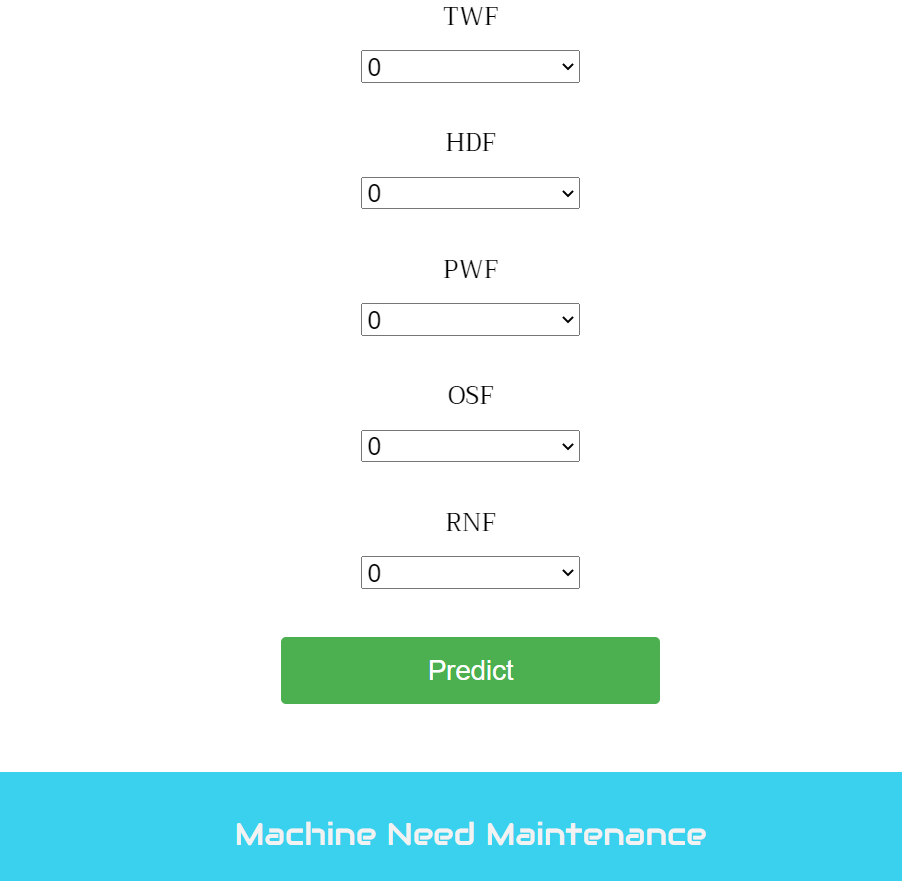 TWF
0
HDF
0
PWF
0
OSF
0
RNF
0
Predict
Machine Need Maintenance